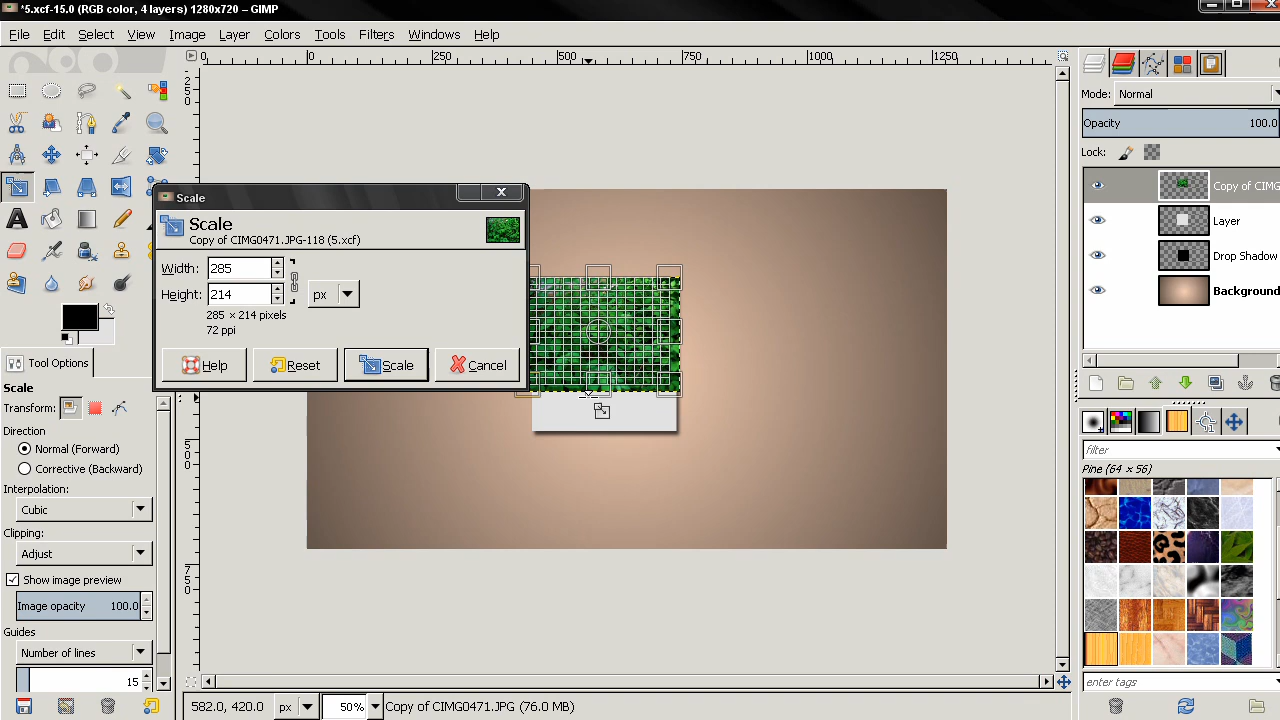 *5.xcf-15.0 (RGB color, 4 layers) 1280x720 – GIMP
File Edit Select View Image Layer Colors Tools Filters Windows Help
0 250 500 750 1000 1250
Mode: Normal
Opacity 100.0
Lock:
Copy of CIMG
Layer
Drop Shadow
Background
Scale
Scale
Copy of CIMG0471.JPG-118 (5.xcf)
Width: 285
Height: 214 px
285 × 214 pixels
72 ppi
Help Reset Scale Cancel
Tool Options
Scale
Transform:
Direction
Normal (Forward)
Corrective (Backward)
Interpolation:
Cubic
Clipping:
Adjust
Show image preview
Image opacity 100.0
Guides
Number of lines
15
filter
Pine (64 × 56)
enter tags
582.0, 420.0 px 50% Copy of CIMG0471.JPG (76.0 MB)